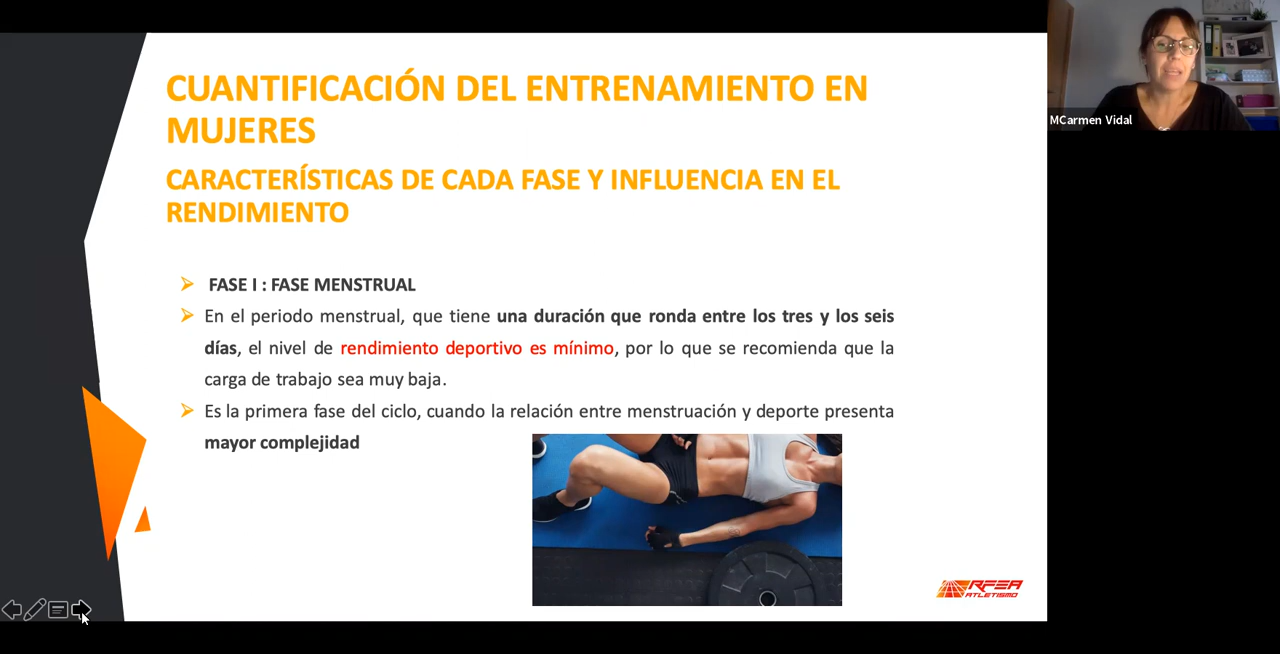 CUANTIFICACIÓN DEL ENTRENAMIENTO EN
MUJERES
CARACTERÍSTICAS DE CADA FASE Y INFLUENCIA EN EL
RENDIMIENTO
FASE I : FASE MENSTRUAL
En el periodo menstrual, que tiene una duración que ronda entre los tres y los seis
días, el nivel de rendimiento deportivo es mínimo, por lo que se recomienda que la
carga de trabajo sea muy baja.
Es la primera fase del ciclo, cuando la relación entre menstruación y deporte presenta
mayor complejidad
RFEA
ATLETISMO
MCarmen Vidal